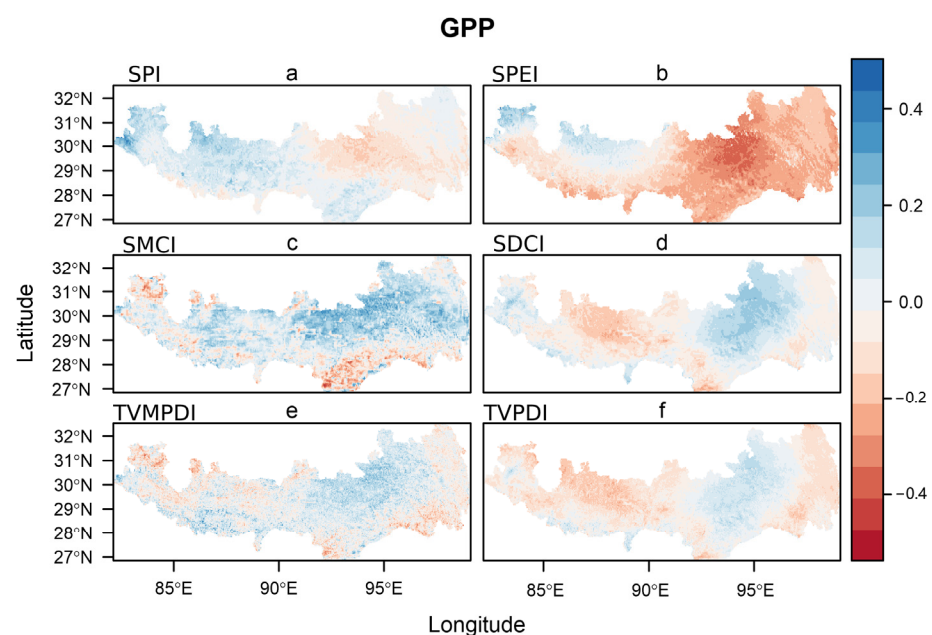 GPP
SPI a SPEI b
32°N
31°N
30°N
29°N
28°N
27°N
SMCI c SDCI d
32°N
31°N
30°N
29°N
28°N
27°N
TVMPDI e TVPDI f
32°N
31°N
30°N
29°N
28°N
27°N
85°E 90°E 95°E 85°E 90°E 95°E
Longitude
Latitude
0.4
0.2
0.0
−0.2
−0.4